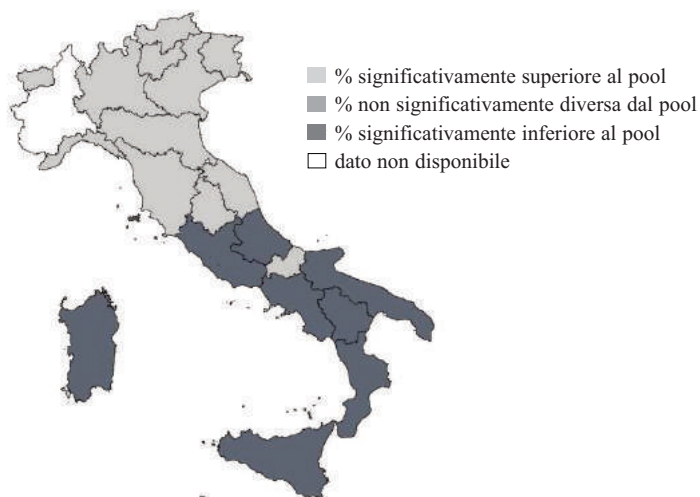 % significativamente superiore al pool
% non significativamente diversa dal pool
% significativamente inferiore al pool
dato non disponibile